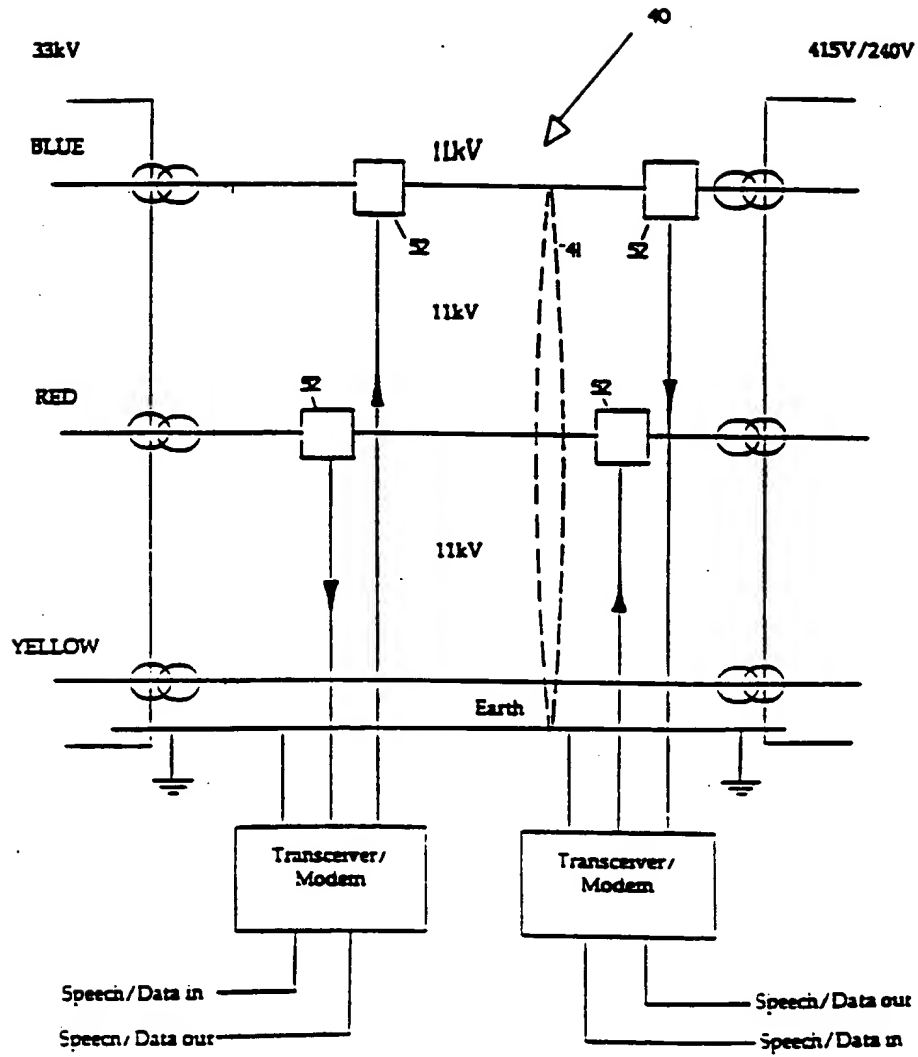 40
33kV
415V/240V
BLUE
11kV
52
41
52
11kV
RED
52
52
11kV
YELLOW
Earth
Transceiver/
Modem
Transceiver/
Modem
Speech/Data in
Speech/Data out
Speech/Data out
Speech/Data in